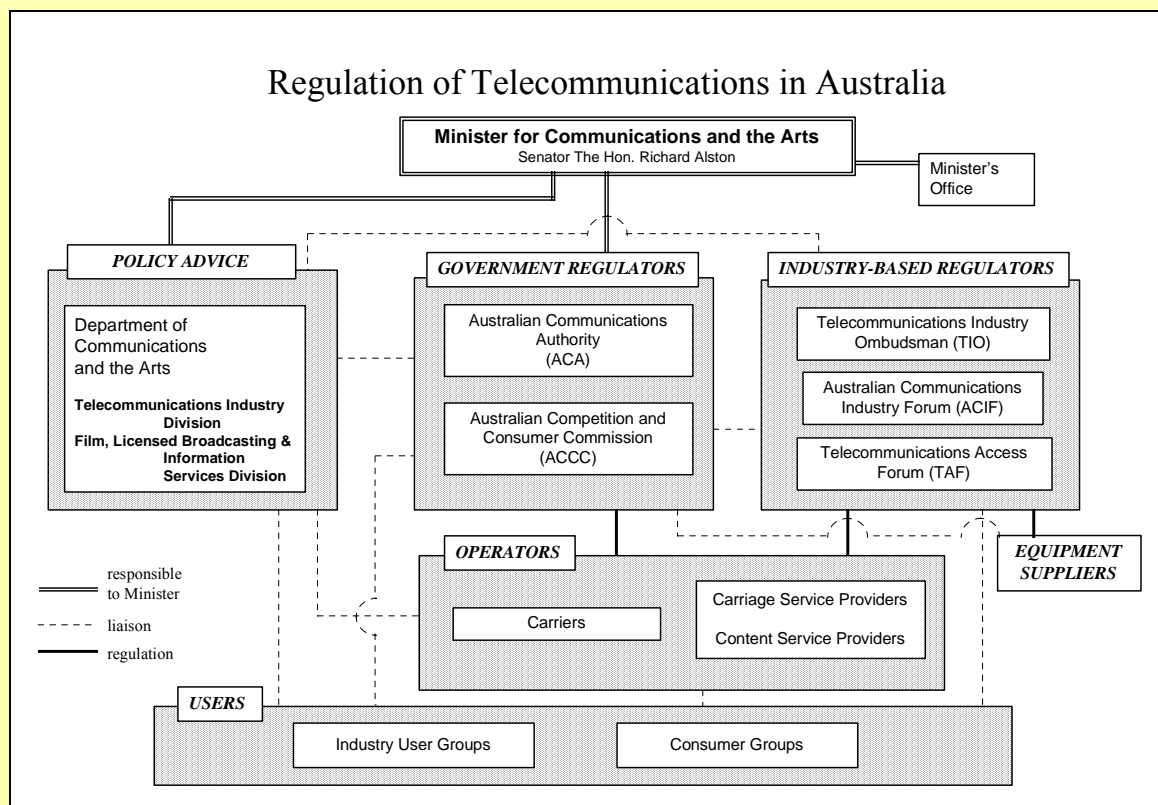 Regulation of Telecommunications in Australia
Minister for Communications and the Arts
Senator The Hon. Richard Alston
Minister's
Office
POLICY ADVICE
Department of
Communications
and the Arts
Telecommunications Industry
Division
Film, Licensed Broadcasting &
Information
Services Division
GOVERNMENT REGULATORS
Australian Communications
Authority
(ACA)
Australian Competition and
Consumer Commission
(ACCC)
INDUSTRY-BASED REGULATORS
Telecommunications Industry
Ombudsman (TIO)
Australian Communications
Industry Forum (ACIF)
Telecommunications Access
Forum (TAF)
EQUIPMENT
SUPPLIERS
OPERATORS
Carriers
Carriage Service Providers
Content Service Providers
responsible
to Minister
liaison
regulation
USERS
Industry User Groups
Consumer Groups